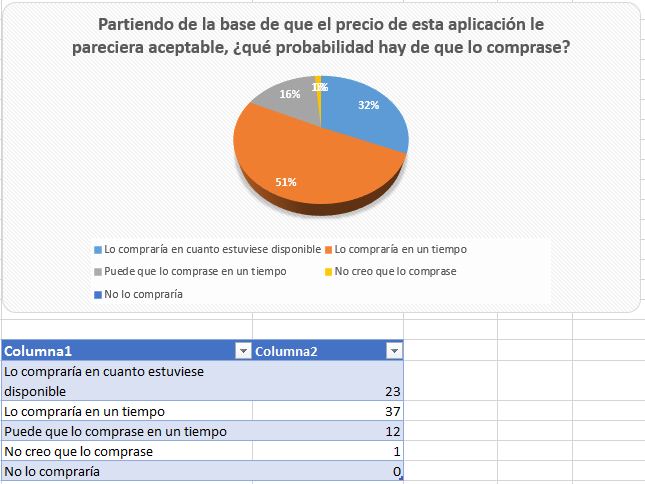 Partiendo de la base de que el precio de esta aplicación le
pareciera aceptable, ¿qué probabilidad hay de que lo comprase?
16%
32%
51%
Lo compraría en cuanto estuviese disponible
Lo compraría en un tiempo
Puede que lo comprase en un tiempo
No creo que lo comprase
No lo compraría
Columna1 Columna2
Lo compraría en cuanto estuviese
disponible 23
Lo compraría en un tiempo 37
Puede que lo comprase en un tiempo 12
No creo que lo comprase 1
No lo compraría 0